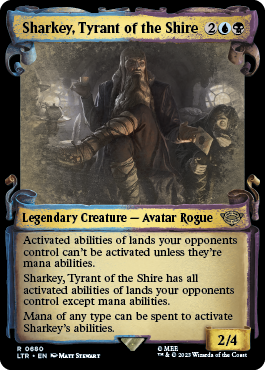 Sharkey, Tyrant of the Shire 2
Legendary Creature — Avatar Rogue
Activated abilities of lands your opponents
control can't be activated unless they're
mana abilities.
Sharkey, Tyrant of the Shire has all
activated abilities of lands your opponents
control except mana abilities.
Mana of any type can be spent to activate
Sharkey's abilities.
2/4
R 0660
LTR • EN MATT STEWART
© MEE
™ & © 2023 Wizards of the Coast